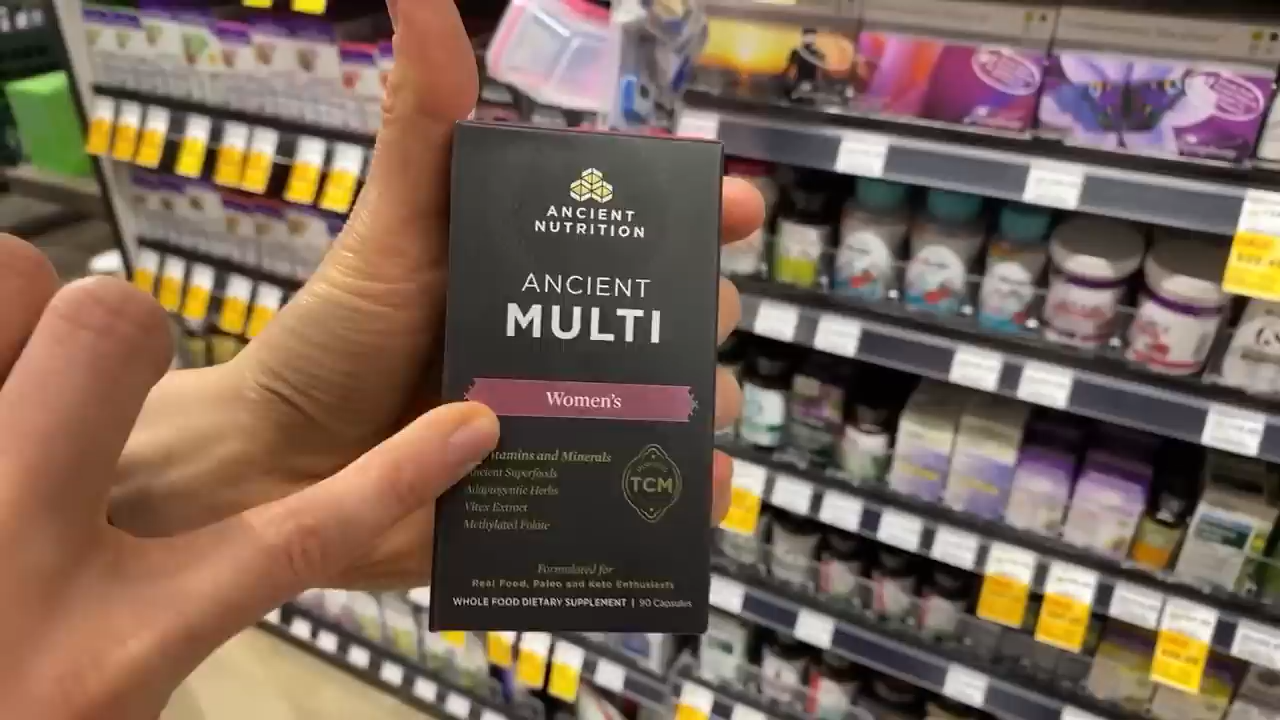 ANCIENT
NUTRITION
ANCIENT
MULTI
Women's
Vitamins and Minerals
Ancient Superfoods
Adaptogenic Herbs
Vitex Extract
Methylated Folate
TCM
Formulated for
Real Food, Paleo and Keto Enthusiasts
WHOLE FOOD DIETARY SUPPLEMENT | 90 Capsules